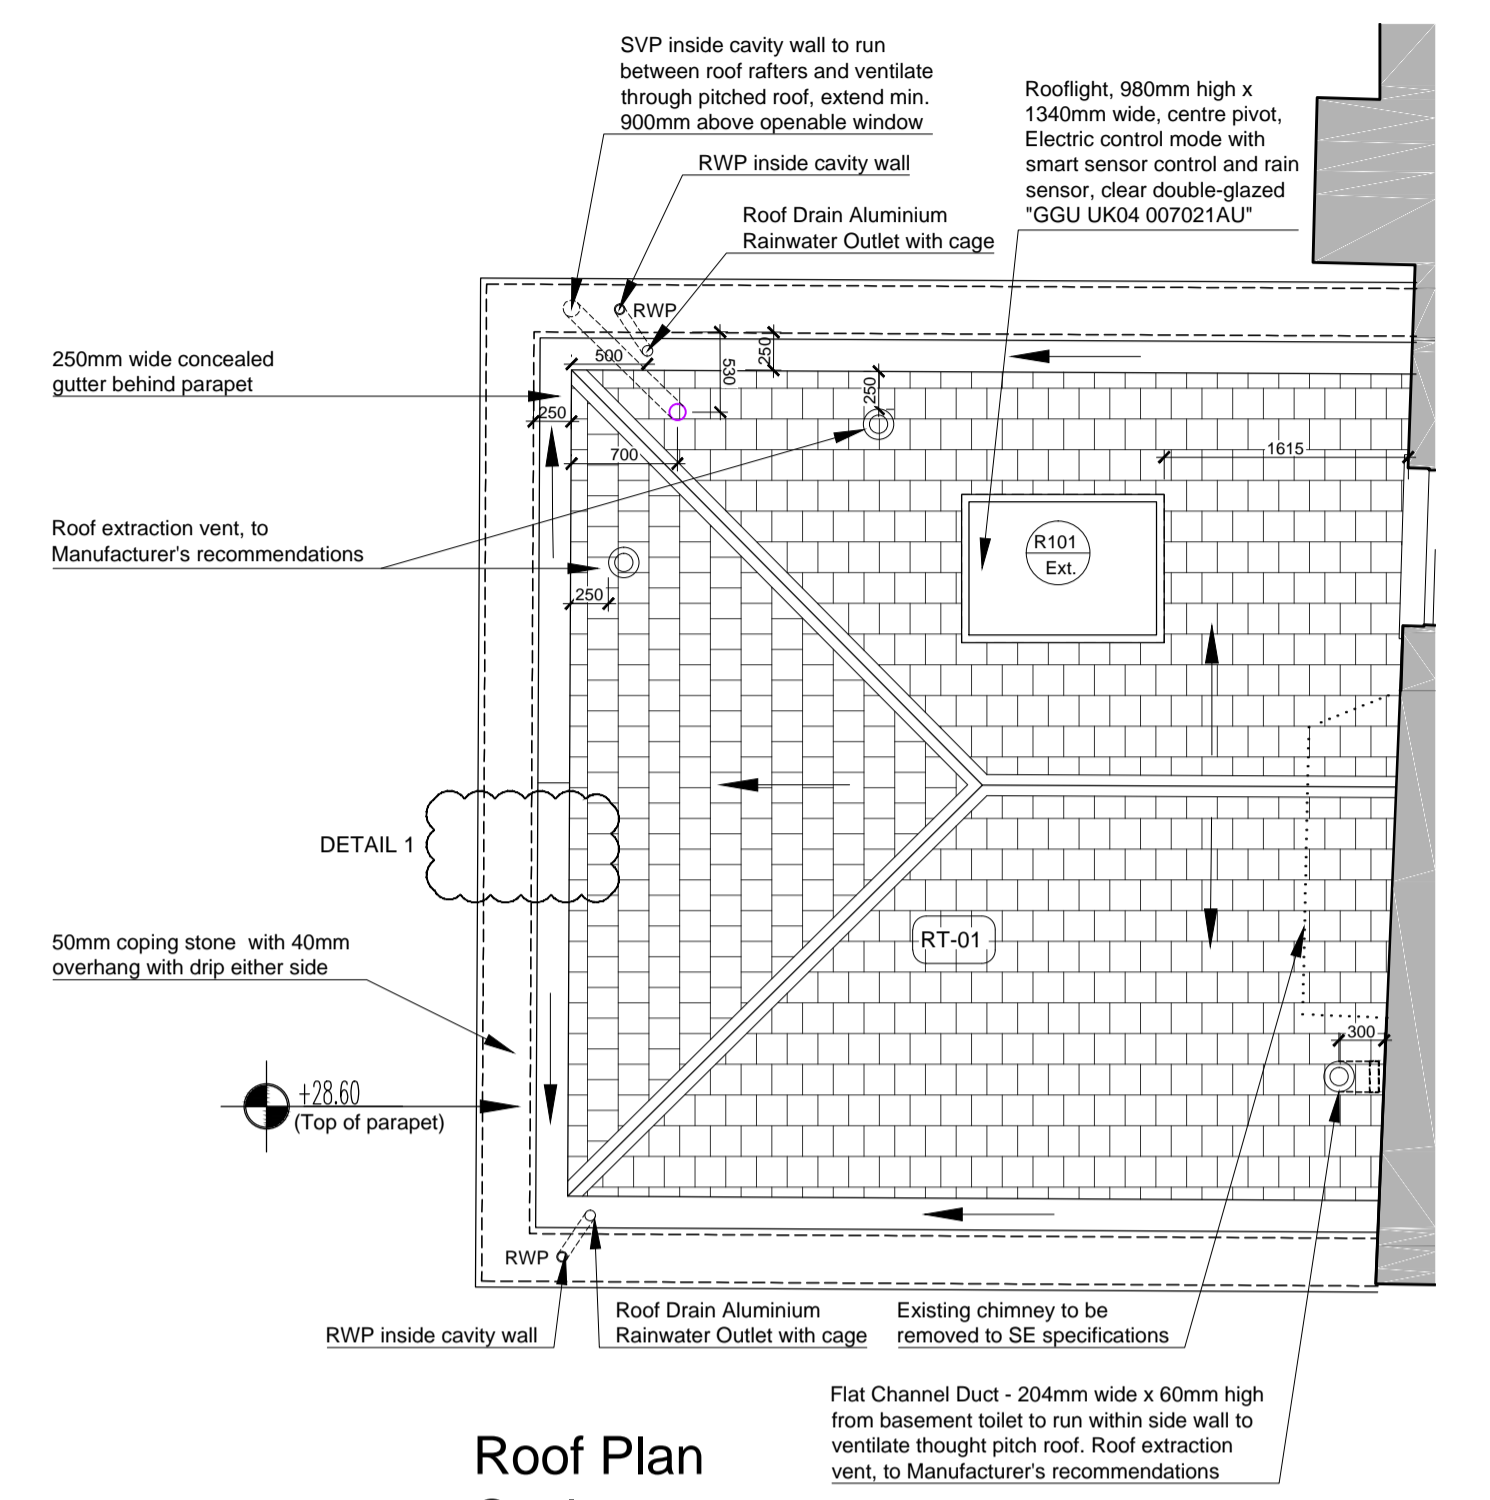 SVP inside cavity wall to run
between roof rafters and ventilate
through pitched roof, extend min.
900mm above openable window
RWP inside cavity wall
Roof Drain Aluminium
Rainwater Outlet with cage
Rooflight, 980mm high x
1340mm wide, centre pivot,
Electric control mode with
smart sensor control and rain
sensor, clear double-glazed
"GGU UK04 007021AU"
RWP
250mm wide concealed
gutter behind parapet
500
530
250
250
250
700
1615
Roof extraction vent, to
Manufacturer's recommendations
R101
Ext.
250
DETAIL 1
RT-01
50mm coping stone with 40mm
overhang with drip either side
300
+28.60
(Top of parapet)
RWP
RWP inside cavity wall
Roof Drain Aluminium
Rainwater Outlet with cage
Existing chimney to be
removed to SE specifications
Flat Channel Duct - 204mm wide x 60mm high
from basement toilet to run within side wall to
ventilate thought pitch roof. Roof extraction
vent, to Manufacturer's recommendations
Roof Plan